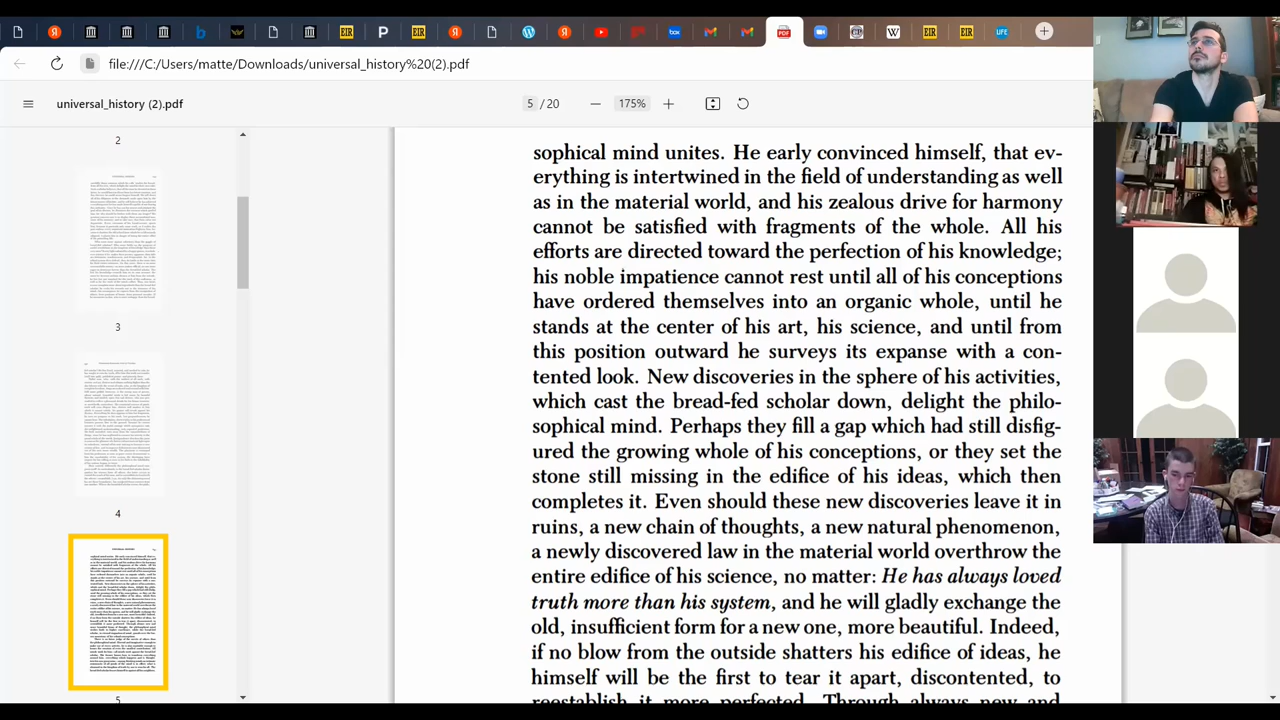 EIR
P
EIR
box
PDF
EIR
W
EIR
EIR
LIFE
file:///C:/Users/matte/Downloads/universal_history%20(2).pdf
universal_history (2).pdf
5 / 20
175%
2
3
4
5
sophical mind unites. He early convinced himself, that ev-
erything is intertwined in the field of understanding as well
as in the material world, and his zealous drive for harmony
cannot be satisfied with fragments of the whole. All his
efforts are directed toward the perfection of his knowledge;
his noble impatience cannot rest until all of his conceptions
have ordered themselves into an organic whole, until he
stands at the center of his art, his science, and until from
this position outward he surveys its expanse with a con-
tented look. New discoveries in the sphere of his activities,
which cast the bread-fed scholar down, delight the philo-
sophical mind. Perhaps they fill a gap which had still disfig-
ured the growing whole of his conceptions, or they set the
stone still missing in the edifice of his ideas, which then
completes it. Even should these new discoveries leave it in
ruins, a new chain of thoughts, a new natural phenomenon,
a newly discovered law in the material world overthrow the
entire edifice of his science, no matter: He has always loved
truth more than his system, and he will gladly exchange the
old, insufficient form for a new one, more beautiful. Indeed,
if no blow from the outside shatters his edifice of ideas, he
himself will be the first to tear it apart, discontented, to
reestablish it more perfected. Through always new and